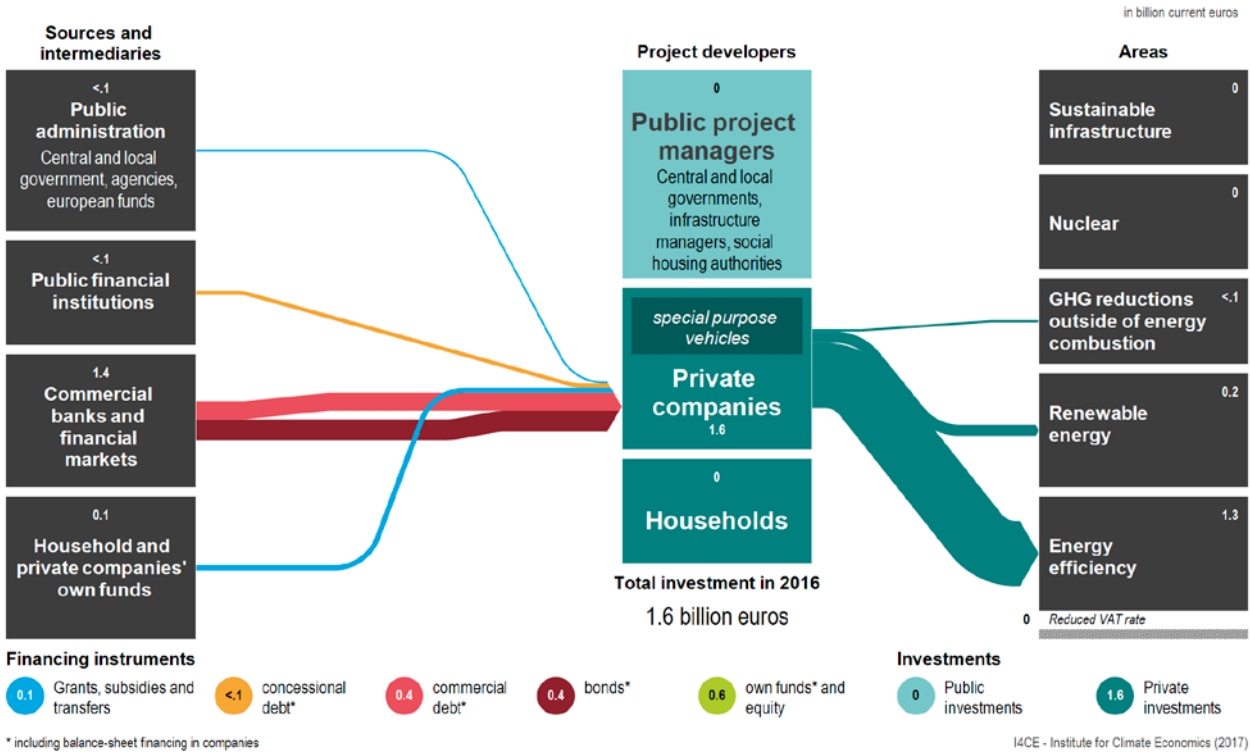 in billion current euros
Sources and
intermediaries
Project developers
Areas
<.1
Public
administration
Central and local
government, agencies,
european funds
<.1
Public financial
institutions
1.4
Commercial
banks and
financial
markets
0.1
Household and
private companies'
own funds
0
Public project
managers
Central and local
governments,
infrastructure
managers, social
housing authorities
special purpose
vehicles
Private
companies
1.6
0
Households
Total investment in 2016
1.6 billion euros
0
Sustainable
infrastructure
0
Nuclear
GHG reductions <.1
outside of energy
combustion
0.2
Renewable
energy
1.3
Energy
efficiency
0 Reduced VAT rate
Financing instruments
0.1 Grants, subsidies and
transfers
<.1 concessional
debt*
0.4 commercial
debt*
0.4 bonds*
0.6 own funds* and
equity
Investments
0 Public
investments
1.6 Private
investments
* including balance-sheet financing in companies
I4CE - Institute for Climate Economics (2017)